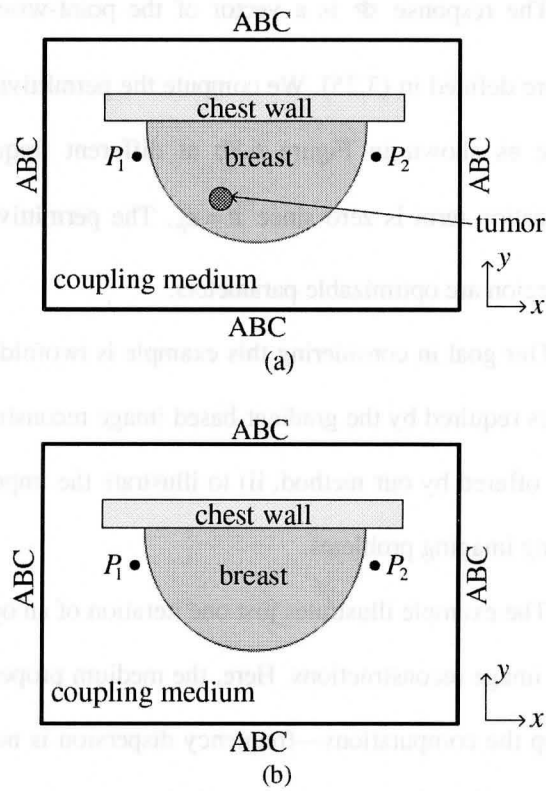 ABC
chest wall
ABC
P1
breast
P2
ABC
tumor
coupling medium
y
x
ABC
(a)
ABC
chest wall
ABC
P1
breast
P2
ABC
coupling medium
y
x
ABC
(b)